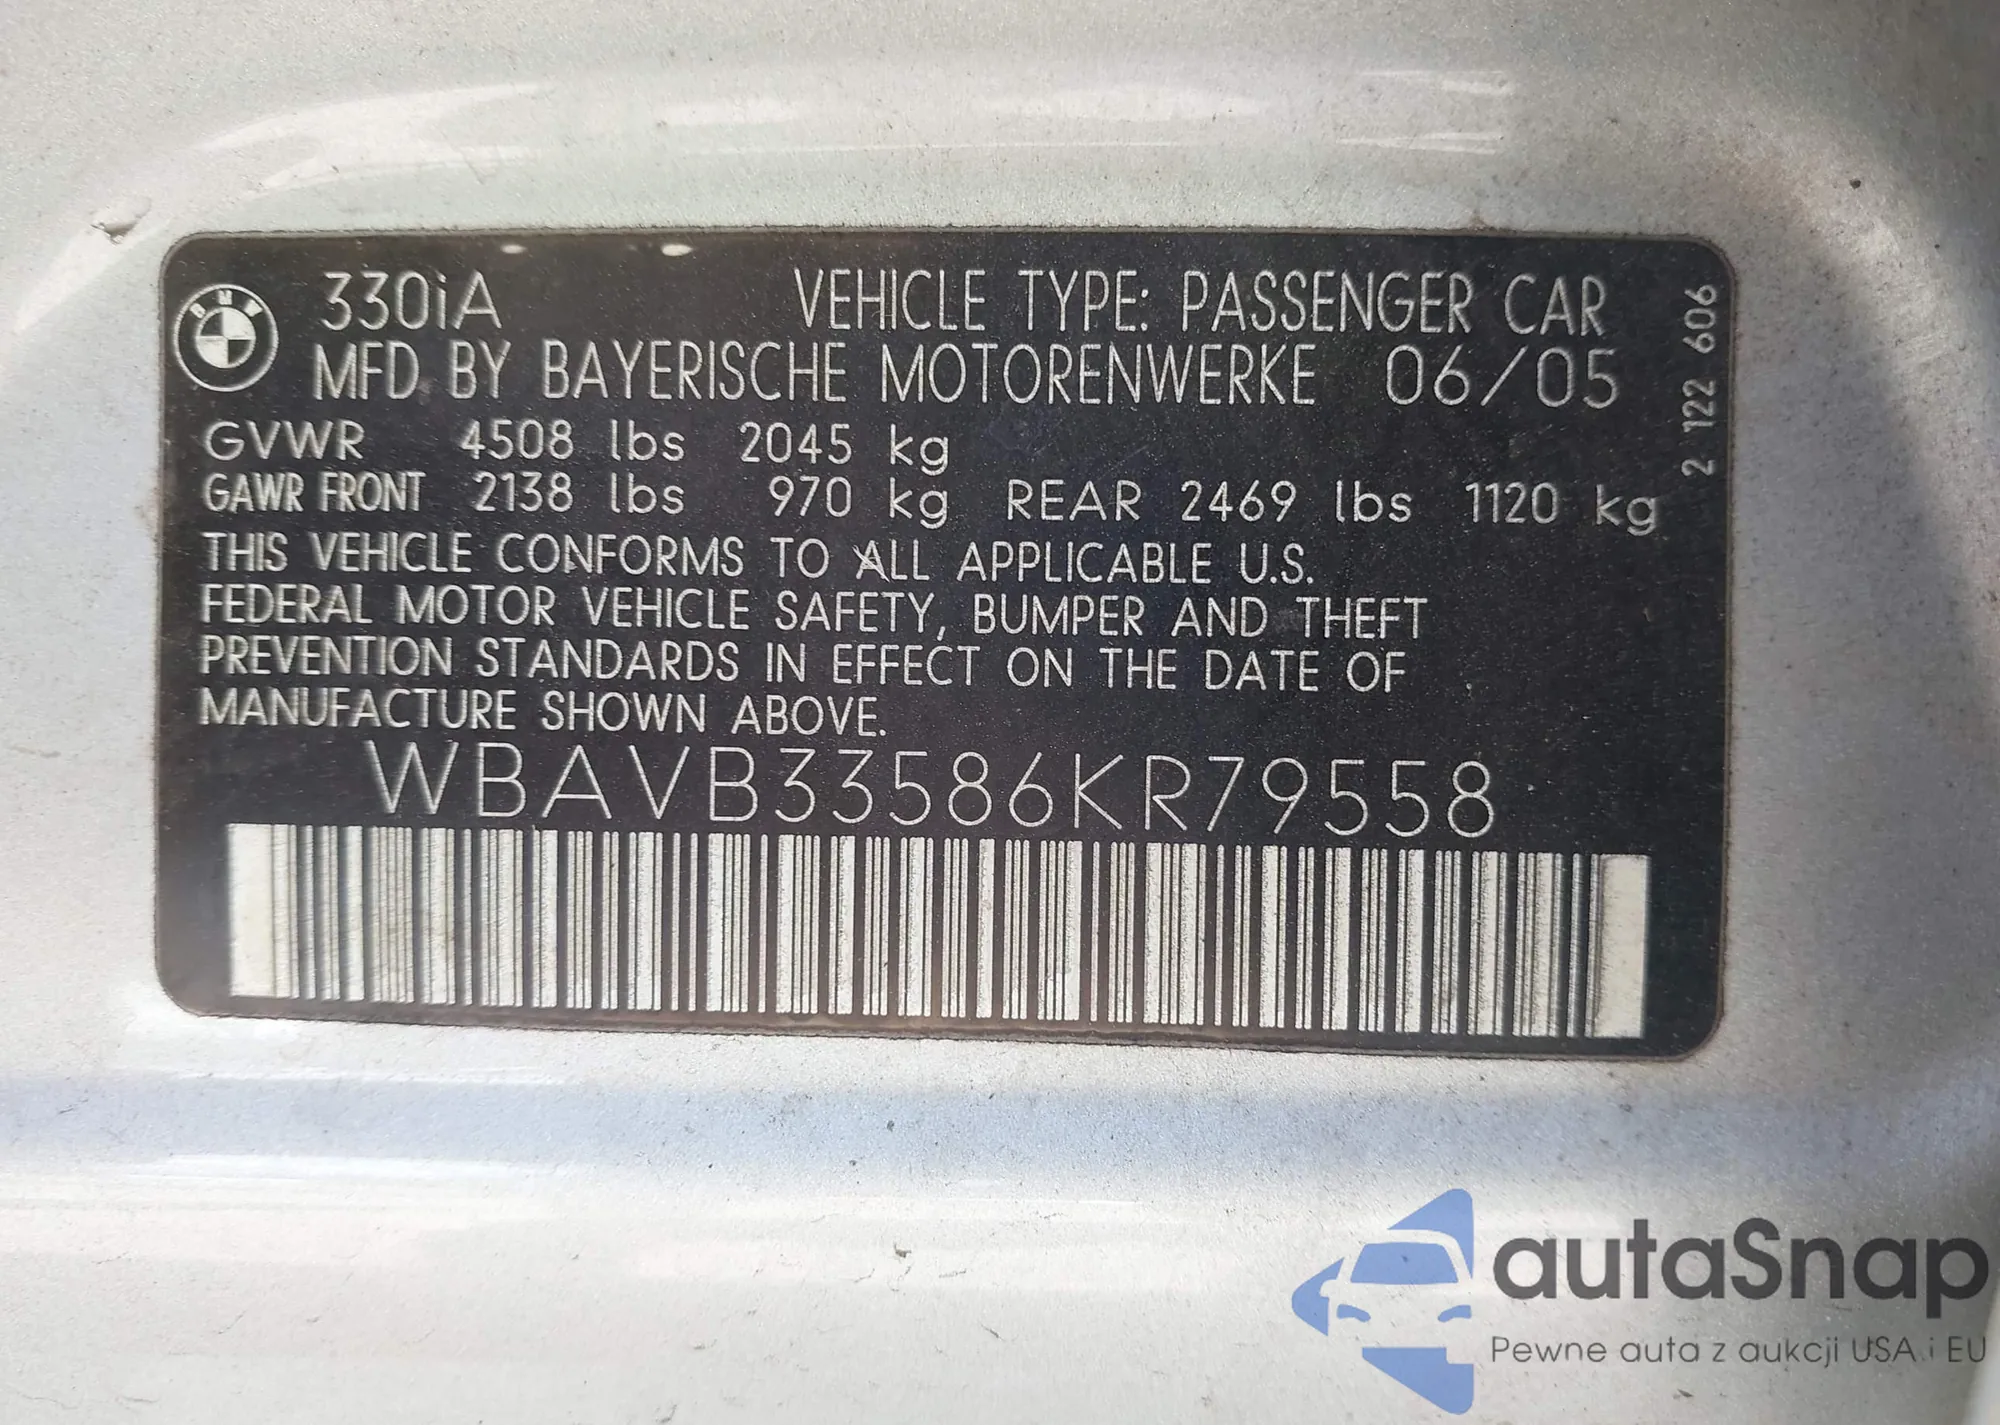 BMW
330iA VEHICLE TYPE: PASSENGER CAR
MFD BY BAYERISCHE MOTORENWERKE 06/05
GVWR 4508 lbs 2045 kg
GAWR FRONT 2138 lbs 970 kg REAR 2469 lbs 1120 kg
THIS VEHICLE CONFORMS TO ALL APPLICABLE U.S.
FEDERAL MOTOR VEHICLE SAFETY, BUMPER AND THEFT
PREVENTION STANDARDS IN EFFECT ON THE DATE OF
MANUFACTURE SHOWN ABOVE.
WBAVB33586KR79558
2 122 606
autaSnap
Pewne auta z aukcji USA i EU